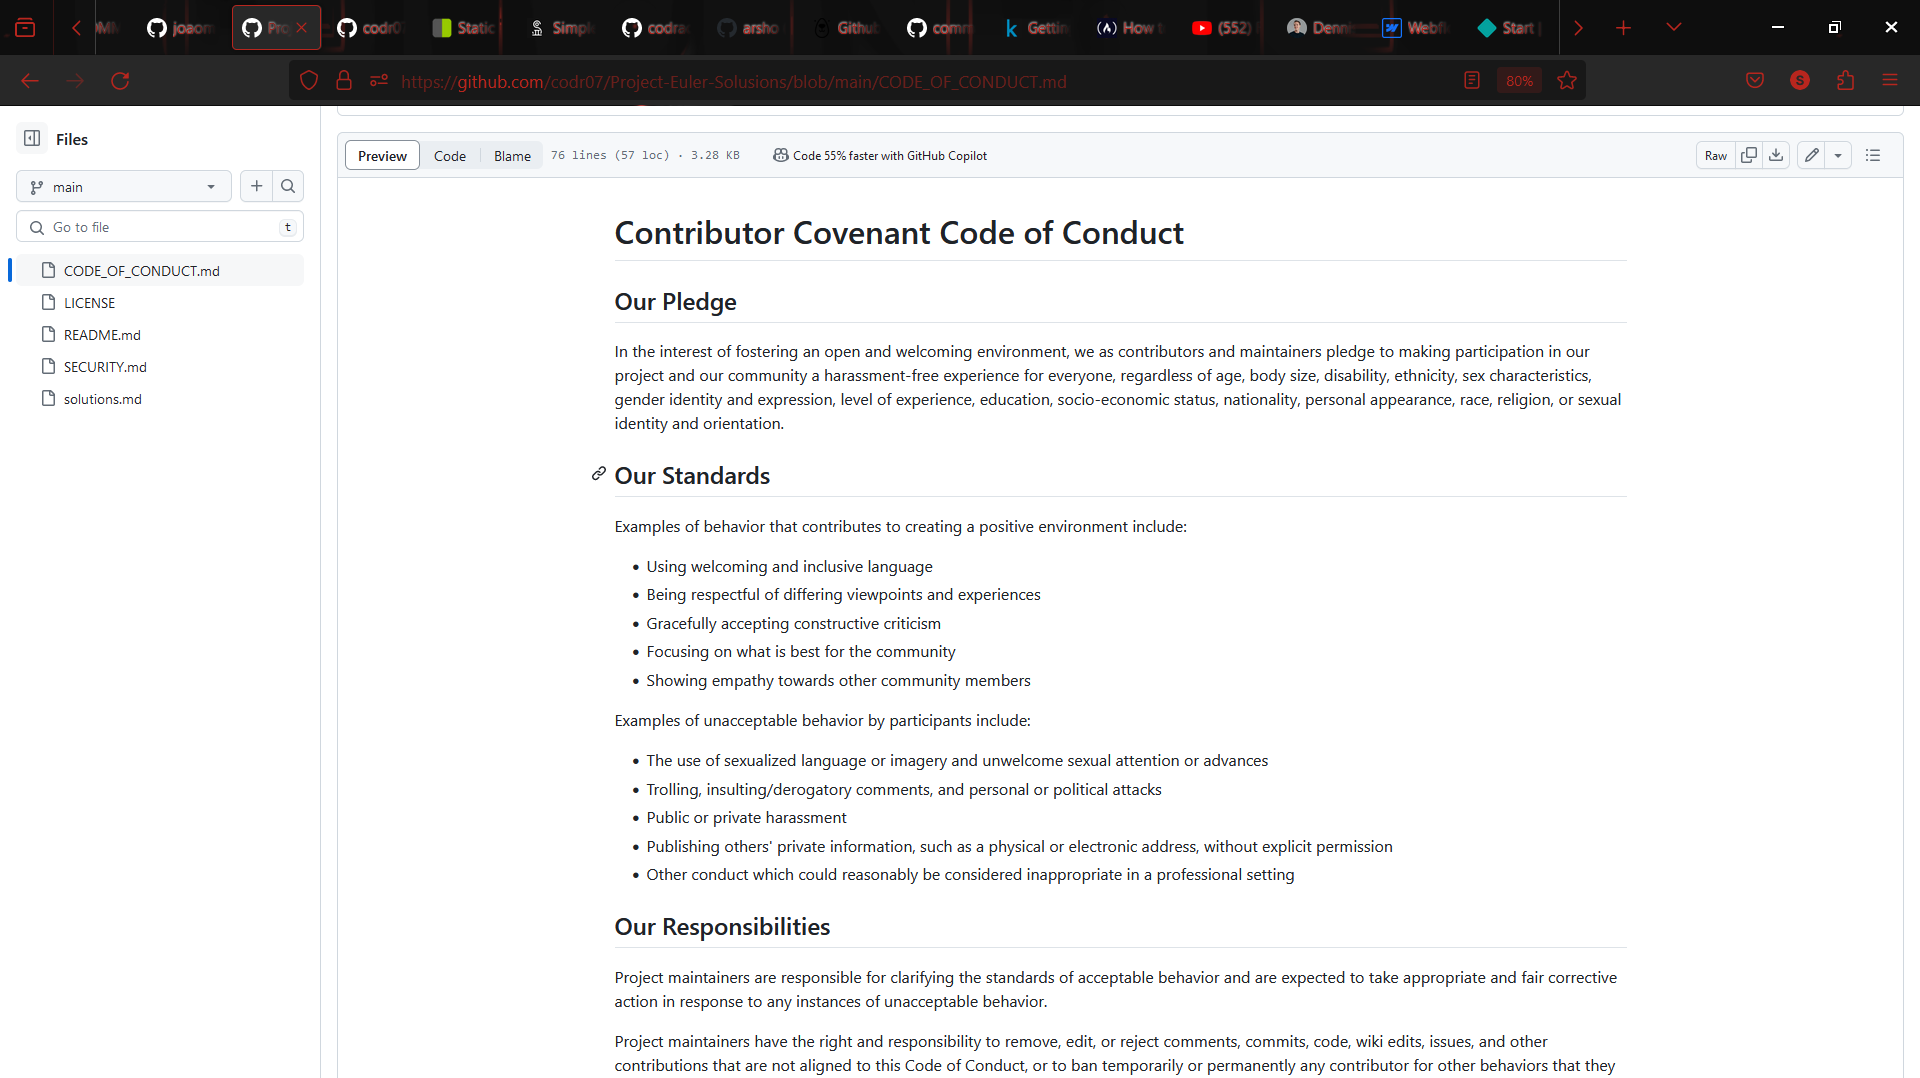 joaom
Pro
codr0
Static
Simple
codra
arsho
Github
comm
Gettin
How t
(552)
Denni
Webfl
Start |
https://github.com/codr07/Project-Euler-Solusions/blob/main/CODE_OF_CONDUCT.md
80%
S
Files
Preview
Code
Blame
76 lines (57 loc) · 3.28 KB
Code 55% faster with GitHub Copilot
Raw
main
Go to file
t
CODE_OF_CONDUCT.md
LICENSE
README.md
SECURITY.md
solutions.md
Contributor Covenant Code of Conduct
Our Pledge
In the interest of fostering an open and welcoming environment, we as contributors and maintainers pledge to making participation in our
project and our community a harassment-free experience for everyone, regardless of age, body size, disability, ethnicity, sex characteristics,
gender identity and expression, level of experience, education, socio-economic status, nationality, personal appearance, race, religion, or sexual
identity and orientation.
Our Standards
Examples of behavior that contributes to creating a positive environment include:
• Using welcoming and inclusive language
• Being respectful of differing viewpoints and experiences
• Gracefully accepting constructive criticism
• Focusing on what is best for the community
• Showing empathy towards other community members
Examples of unacceptable behavior by participants include:
• The use of sexualized language or imagery and unwelcome sexual attention or advances
• Trolling, insulting/derogatory comments, and personal or political attacks
• Public or private harassment
• Publishing others' private information, such as a physical or electronic address, without explicit permission
• Other conduct which could reasonably be considered inappropriate in a professional setting
Our Responsibilities
Project maintainers are responsible for clarifying the standards of acceptable behavior and are expected to take appropriate and fair corrective
action in response to any instances of unacceptable behavior.
Project maintainers have the right and responsibility to remove, edit, or reject comments, commits, code, wiki edits, issues, and other
contributions that are not aligned to this Code of Conduct, or to ban temporarily or permanently any contributor for other behaviors that they